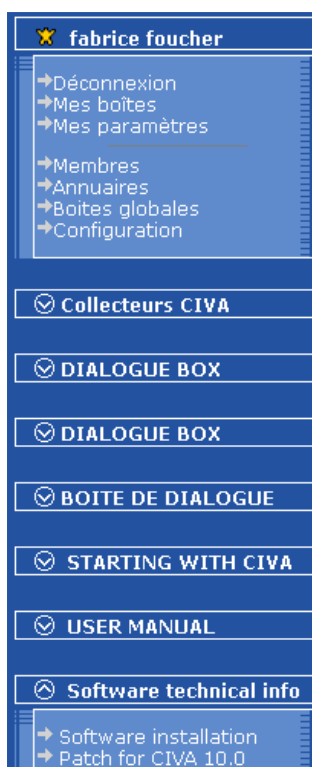 fabrice foucher
Déconnexion
Mes boîtes
Mes paramètres
Membres
Annuaires
Boites globales
Configuration
Collecteurs CIVA
DIALOGUE BOX
DIALOGUE BOX
BOITE DE DIALOGUE
STARTING WITH CIVA
USER MANUAL
Software technical info
Software installation
Patch for CIVA 10.0